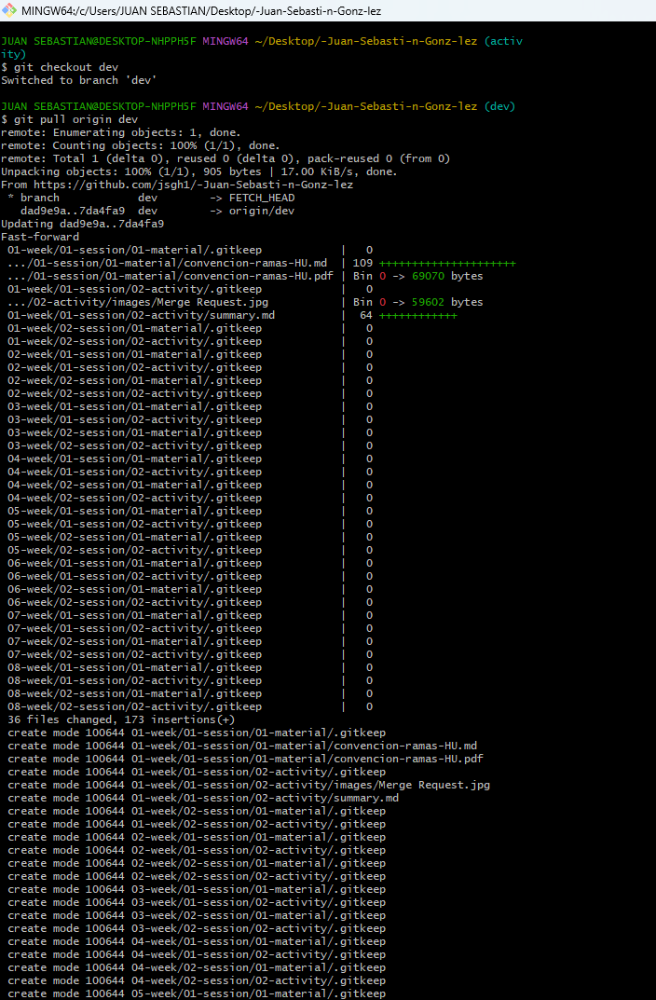 MINGW64:/c/Users/JUAN SEBASTIAN/Desktop/-Juan-Sebasti-n-Gonz-lez
JUAN SEBASTIAN@DESKTOP-NHPPH5F MINGW64 ~/Desktop/-Juan-Sebasti-n-Gonz-lez (activ
ity)
$ git checkout dev
Switched to branch 'dev'
JUAN SEBASTIAN@DESKTOP-NHPPH5F MINGW64 ~/Desktop/-Juan-Sebasti-n-Gonz-lez (dev)
$ git pull origin dev
remote: Enumerating objects: 1, done.
remote: Counting objects: 100% (1/1), done.
remote: Total 1 (delta 0), reused 0 (delta 0), pack-reused 0 (from 0)
Unpacking objects: 100% (1/1), 905 bytes | 17.00 KiB/s, done.
From https://github.com/jsgh1/-Juan-Sebasti-n-Gonz-lez
 * branch            dev        -> FETCH_HEAD
   dad9e9a..7da4fa9  dev        -> origin/dev
Updating dad9e9a..7da4fa9
Fast-forward
 01-week/01-session/01-material/.gitkeep            |   0
 .../01-session/01-material/convencion-ramas-HU.md  | 109 +++++++++++++++++++++
 .../01-session/01-material/convencion-ramas-HU.pdf | Bin 0 -> 69070 bytes
 01-week/01-session/02-activity/.gitkeep            |   0
 .../02-activity/images/Merge Request.jpg           | Bin 0 -> 59602 bytes
 01-week/01-session/02-activity/summary.md          |  64 ++++++++++++
 01-week/02-session/01-material/.gitkeep            |   0
 01-week/02-session/02-activity/.gitkeep            |   0
 02-week/01-session/01-material/.gitkeep            |   0
 02-week/01-session/02-activity/.gitkeep            |   0
 02-week/02-session/01-material/.gitkeep            |   0
 02-week/02-session/02-activity/.gitkeep            |   0
 03-week/01-session/01-material/.gitkeep            |   0
 03-week/01-session/02-activity/.gitkeep            |   0
 03-week/02-session/01-material/.gitkeep            |   0
 03-week/02-session/02-activity/.gitkeep            |   0
 04-week/01-session/01-material/.gitkeep            |   0
 04-week/01-session/02-activity/.gitkeep            |   0
 04-week/02-session/01-material/.gitkeep            |   0
 04-week/02-session/02-activity/.gitkeep            |   0
 05-week/01-session/01-material/.gitkeep            |   0
 05-week/01-session/02-activity/.gitkeep            |   0
 05-week/02-session/01-material/.gitkeep            |   0
 05-week/02-session/02-activity/.gitkeep            |   0
 06-week/01-session/01-material/.gitkeep            |   0
 06-week/01-session/02-activity/.gitkeep            |   0
 06-week/02-session/01-material/.gitkeep            |   0
 06-week/02-session/02-activity/.gitkeep            |   0
 07-week/01-session/01-material/.gitkeep            |   0
 07-week/01-session/02-activity/.gitkeep            |   0
 07-week/02-session/01-material/.gitkeep            |   0
 07-week/02-session/02-activity/.gitkeep            |   0
 08-week/01-session/01-material/.gitkeep            |   0
 08-week/01-session/02-activity/.gitkeep            |   0
 08-week/02-session/01-material/.gitkeep            |   0
 08-week/02-session/02-activity/.gitkeep            |   0
 36 files changed, 173 insertions(+)
 create mode 100644 01-week/01-session/01-material/.gitkeep
 create mode 100644 01-week/01-session/01-material/convencion-ramas-HU.md
 create mode 100644 01-week/01-session/01-material/convencion-ramas-HU.pdf
 create mode 100644 01-week/01-session/02-activity/.gitkeep
 create mode 100644 01-week/01-session/02-activity/images/Merge Request.jpg
 create mode 100644 01-week/01-session/02-activity/summary.md
 create mode 100644 01-week/02-session/01-material/.gitkeep
 create mode 100644 01-week/02-session/02-activity/.gitkeep
 create mode 100644 02-week/01-session/01-material/.gitkeep
 create mode 100644 02-week/01-session/02-activity/.gitkeep
 create mode 100644 02-week/02-session/01-material/.gitkeep
 create mode 100644 02-week/02-session/02-activity/.gitkeep
 create mode 100644 03-week/01-session/01-material/.gitkeep
 create mode 100644 03-week/01-session/02-activity/.gitkeep
 create mode 100644 03-week/02-session/01-material/.gitkeep
 create mode 100644 03-week/02-session/02-activity/.gitkeep
 create mode 100644 04-week/01-session/01-material/.gitkeep
 create mode 100644 04-week/01-session/02-activity/.gitkeep
 create mode 100644 04-week/02-session/01-material/.gitkeep
 create mode 100644 04-week/02-session/02-activity/.gitkeep
 create mode 100644 05-week/01-session/01-material/.gitkeep